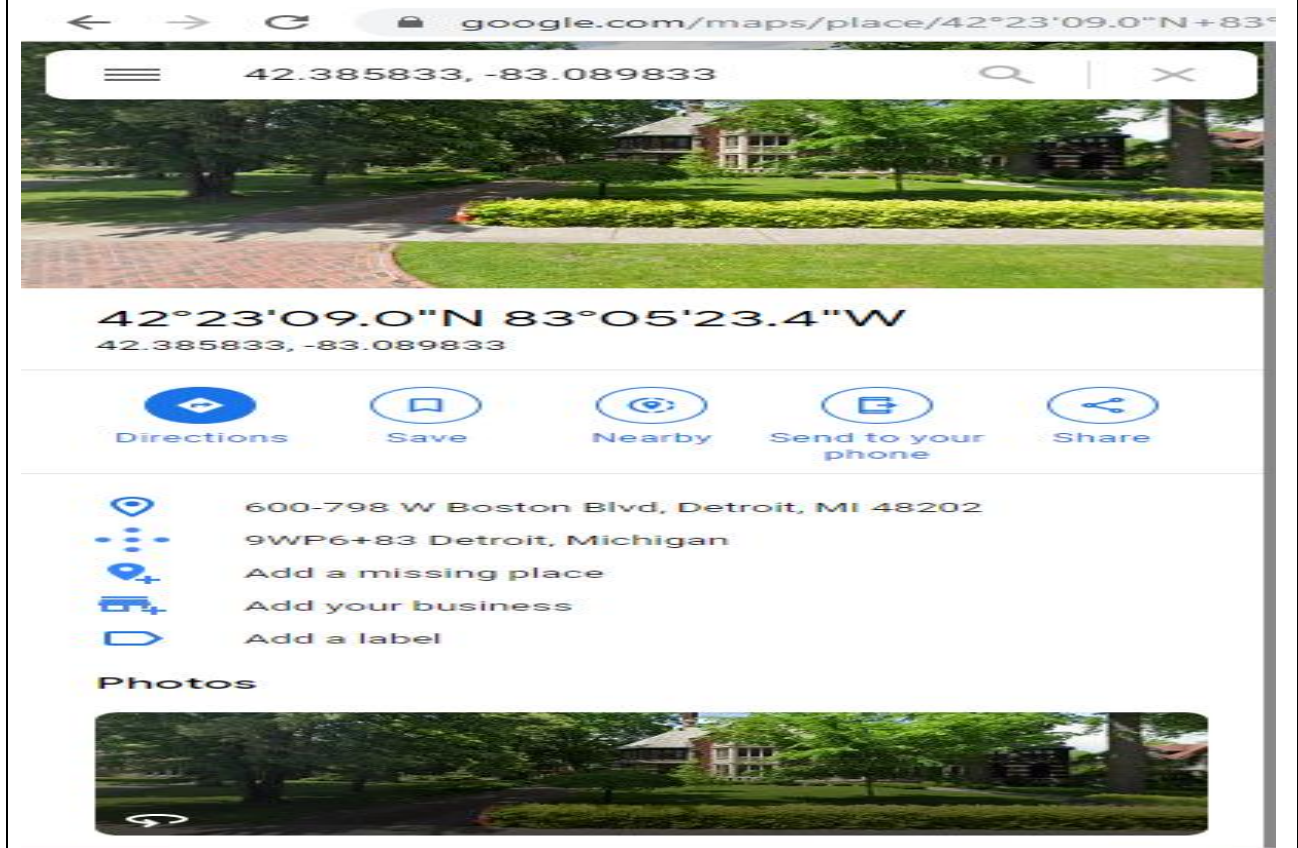 google.com/maps/place/42°23'09.0"N+83°
42.385833, -83.089833
42°23'09.0"N 83°05'23.4"W
42.385833, -83.089833
Directions
Save
Nearby
Send to your
phone
Share
600-798 W Boston Blvd, Detroit, MI 48202
9WP6+83 Detroit, Michigan
Add a missing place
Add your business
Add a label
Photos